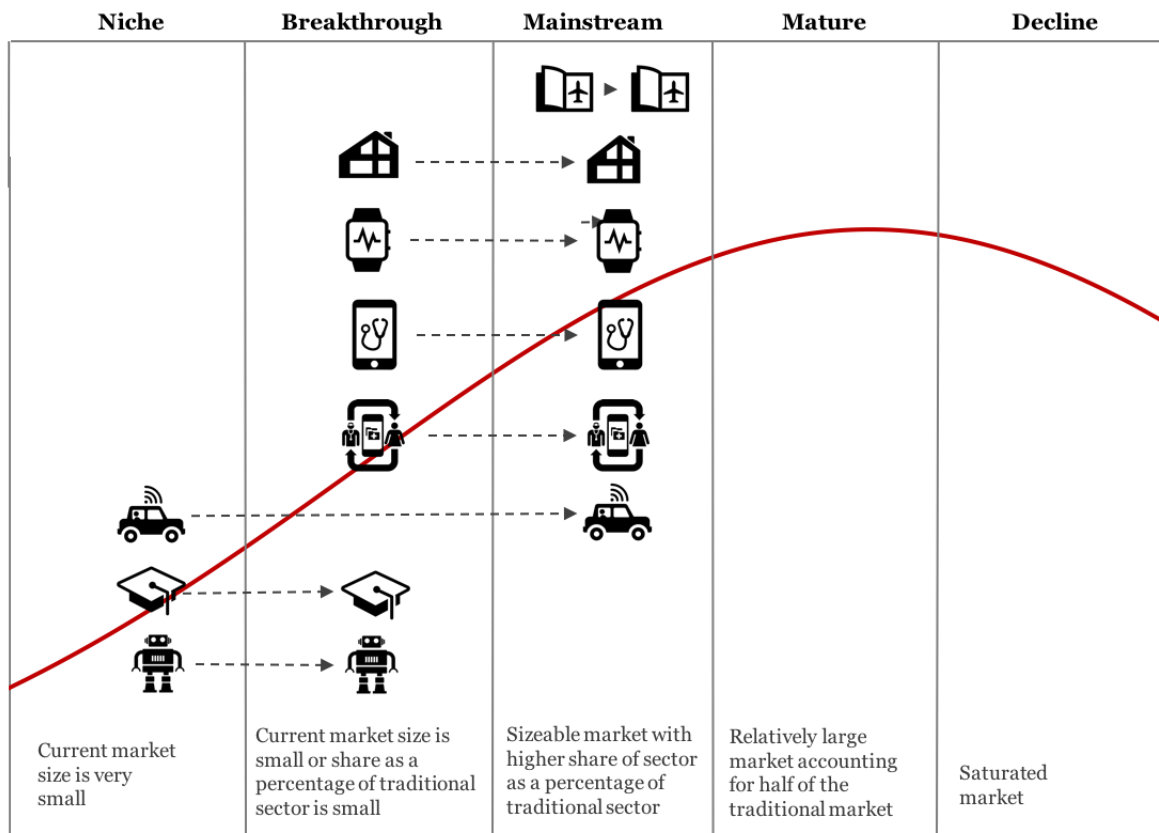 Niche
Breakthrough
Mainstream
Mature
Decline
Current market
size is very
small
Current market size is
small or share as a
percentage of traditional
sector is small
Sizeable market with
higher share of sector
as a percentage of
traditional sector
Relatively large
market accounting
for half of the
traditional market
Saturated
market